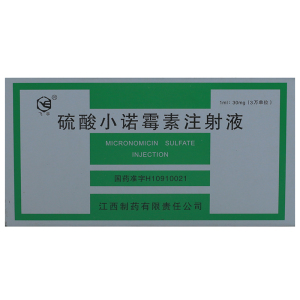 1ml: 30mg (3万单位)
硫酸小诺霉素注射液
MICRONOMICIN SULFATE
INJECTION
国药准字H10910021
江西制药有限责任公司